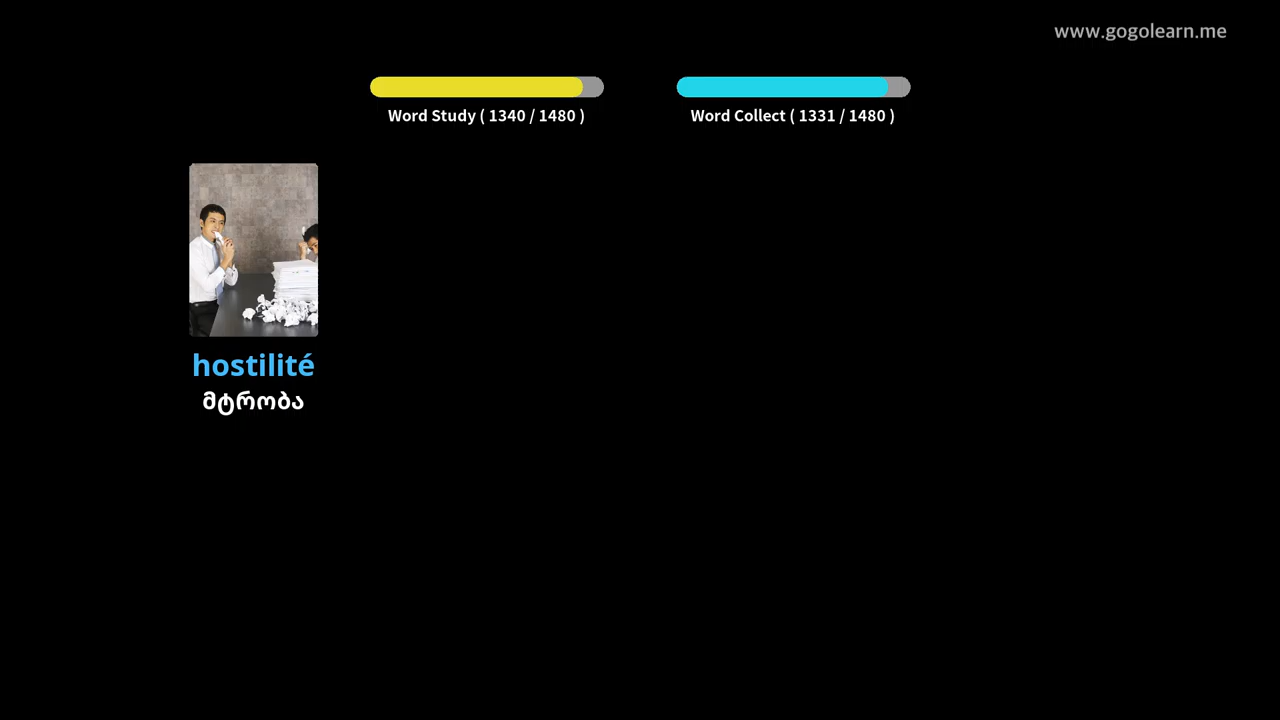 www.gogolearn.me
Word Study ( 1340 / 1480 )
Word Collect ( 1331 / 1480 )
hostilité
მტრობა